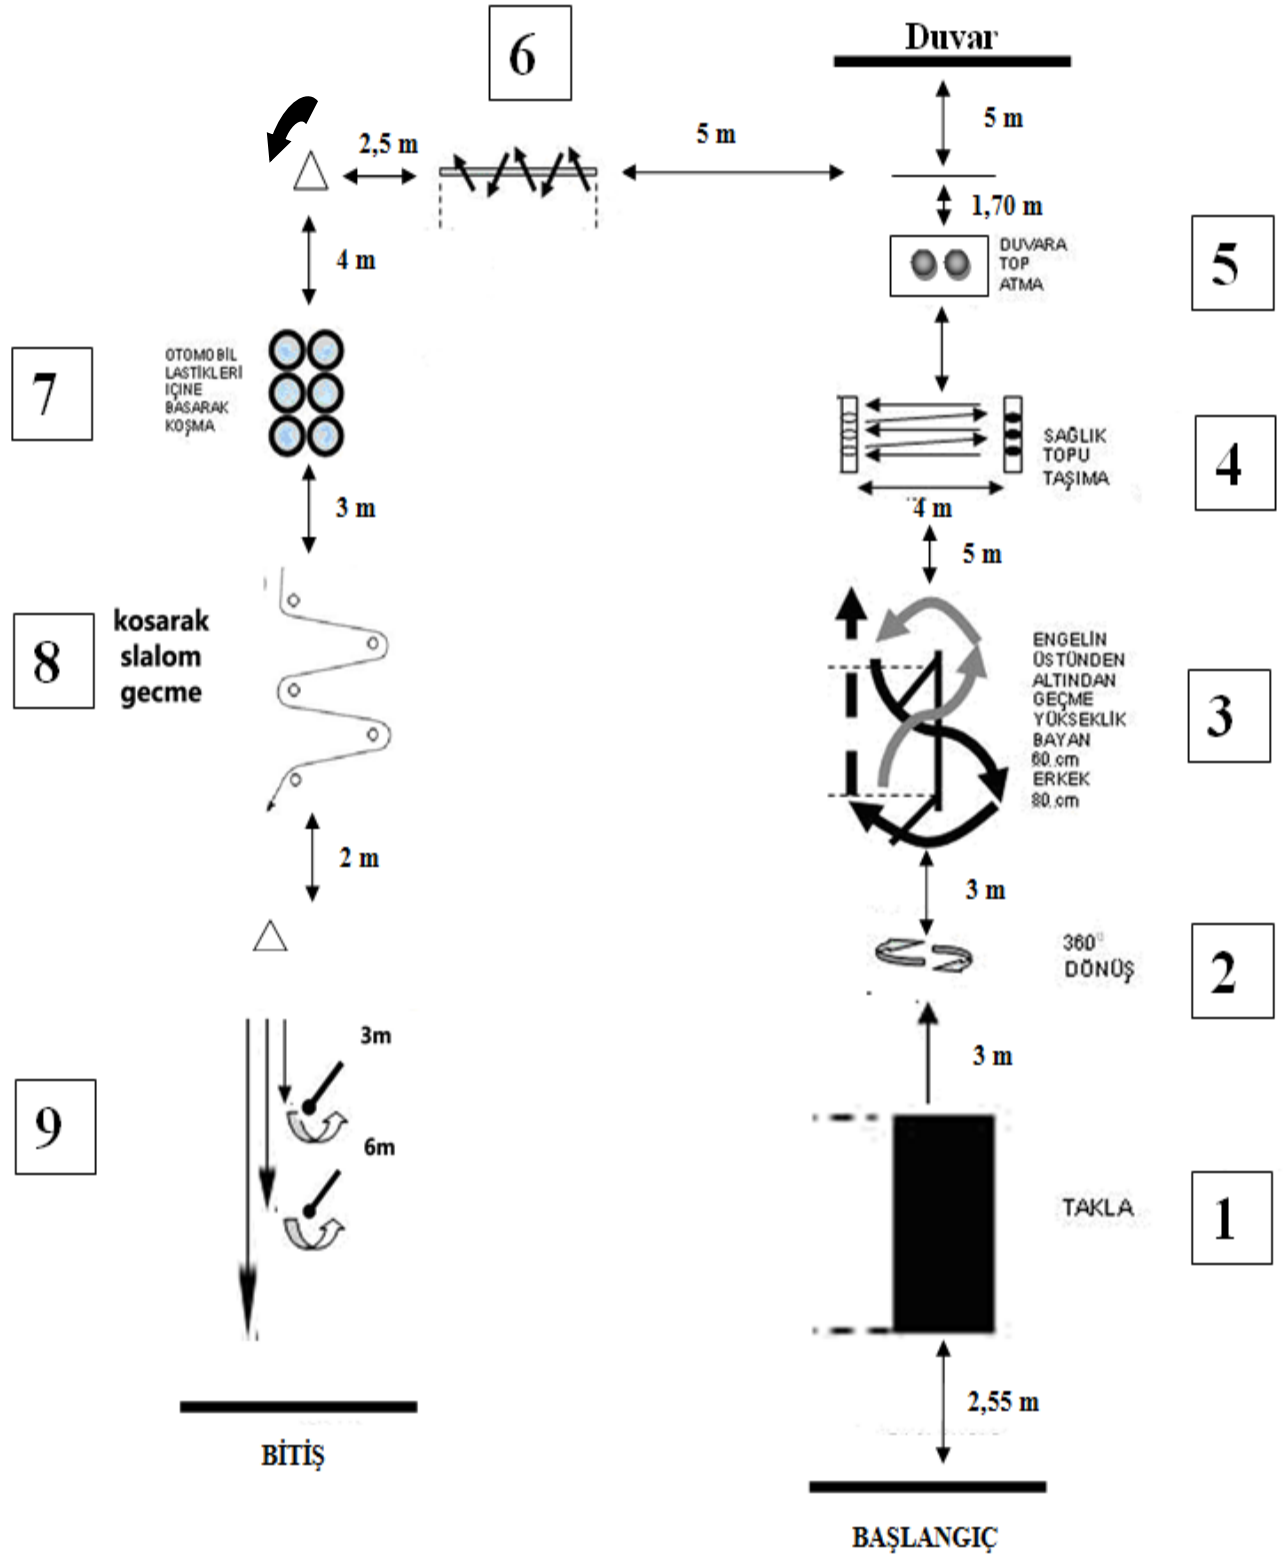 6
Duvar
5 m
2,5 m
5 m
1,70 m
DUVARA
TOP
ATMA
5
4 m
7
OTOMOBİL
LASTİKLERİ
IÇINE
BASARAK
KOŞMA
SAĞLIK
TOPU
TAŞIMA
4
4 m
3 m
5 m
8
kosarak
slalom
gecme
ENGELİN
ÜSTÜNDEN
ALTINDAN
GEÇME
YÜKSEKLİK
BAYAN
60 cm
ERKEK
80 cm
3
2 m
3 m
360°
DÖNÜŞ
2
3m
3 m
9
6m
TAKLA
1
2,55 m
BİTİŞ
BAŞLANGIÇ